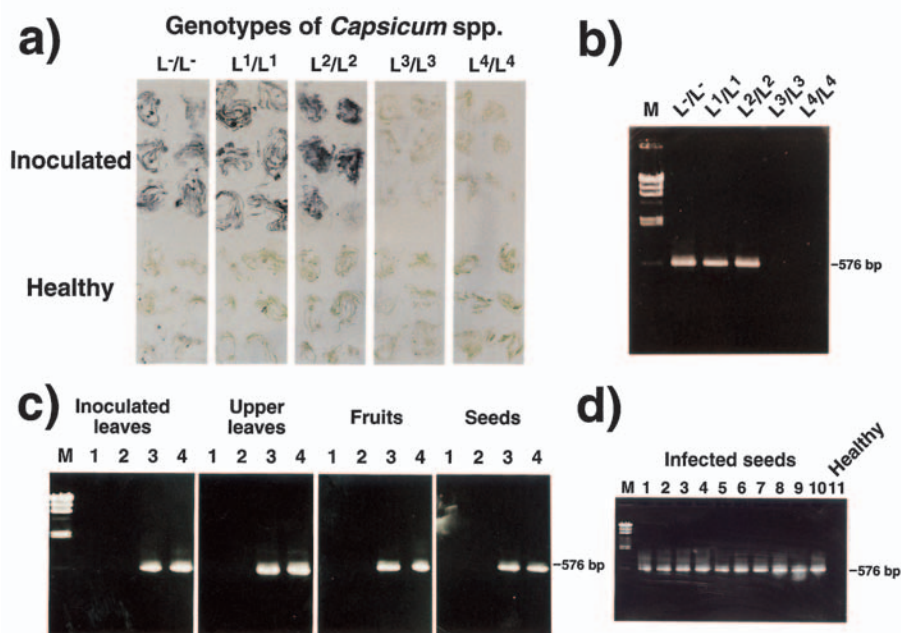 a)
Genotypes of Capsicum spp.
L-/L- L1/L1 L2/L2 L3/L3 L4/L4
Inoculated
Healthy
b)
M L-/L- L1/L1 L2/L2 L3/L3 L4/L4
–576 bp
c)
Inoculated leaves Upper leaves Fruits Seeds
M 1 2 3 4 1 2 3 4 1 2 3 4 1 2 3 4
–576 bp
d)
Infected seeds Healthy
M 1 2 3 4 5 6 7 8 9 10 11
–576 bp